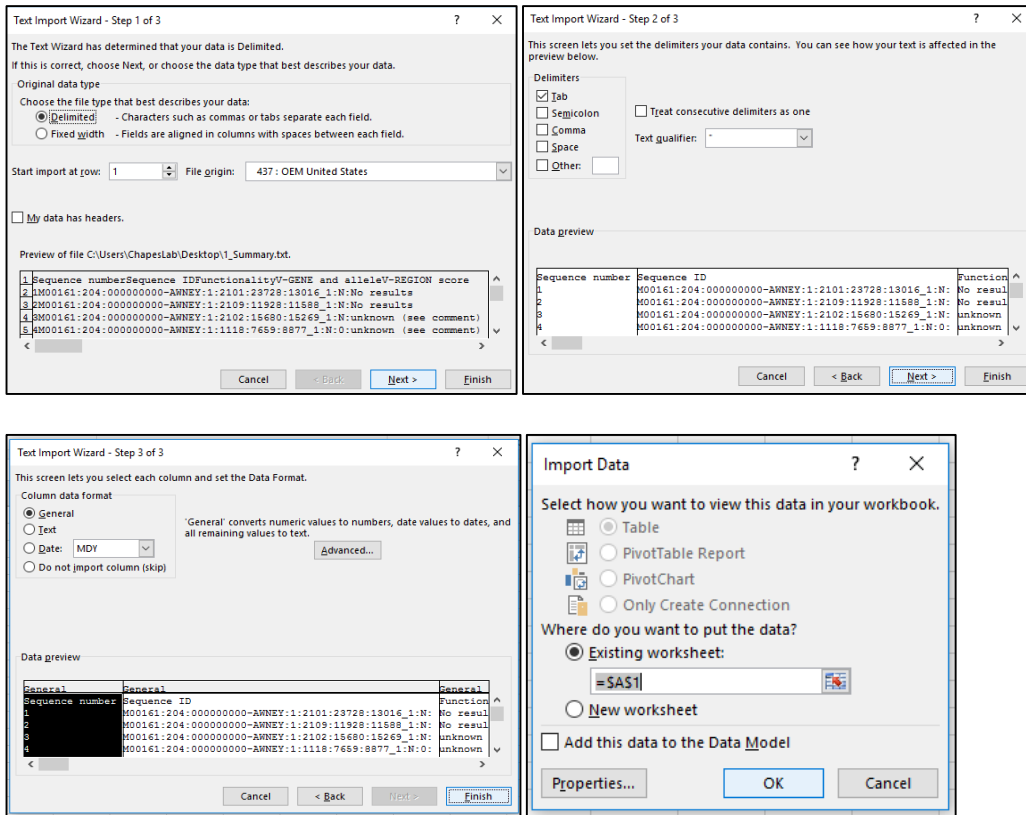 Text Import Wizard - Step 1 of 3 ? ×
The Text Wizard has determined that your data is Delimited.
If this is correct, choose Next, or choose the data type that best describes your data.
Original data type
Choose the file type that best describes your data:
Delimited - Characters such as commas or tabs separate each field.
Fixed width - Fields are aligned in columns with spaces between each field.
Start import at row: 1 File origin: 437 : OEM United States
My data has headers.
Preview of file C:\Users\ChapesLab\Desktop\1_Summary.txt.
1 Sequence numberSequence IDFunctionalityV-GENE and alleleV-REGION score
2 1M00161:204:000000000-AWNEY:1:2101:23728:13016_1:N:No results
3 2M00161:204:000000000-AWNEY:1:2109:11928:11588_1:N:No results
4 3M00161:204:000000000-AWNEY:1:2102:15680:15269_1:N:unknown (see comment)
5 4M00161:204:000000000-AWNEY:1:1118:7659:8877_1:N:0:unknown (see comment)
Cancel < Back Next > Finish
Text Import Wizard - Step 2 of 3 ? ×
This screen lets you set the delimiters your data contains. You can see how your text is affected in the
preview below.
Delimiters
Tab
Semicolon
Comma
Space
Other:
Treat consecutive delimiters as one
Text qualifier: "
Data preview
Sequence number Sequence ID Function
1 M00161:204:000000000-AWNEY:1:2101:23728:13016_1:N: No resul
2 M00161:204:000000000-AWNEY:1:2109:11928:11588_1:N: No resul
3 M00161:204:000000000-AWNEY:1:2102:15680:15269_1:N: unknown
4 M00161:204:000000000-AWNEY:1:1118:7659:8877_1:N:0: unknown
Cancel < Back Next > Finish
Text Import Wizard - Step 3 of 3 ? ×
This screen lets you select each column and set the Data Format.
Column data format
General
Text
Date: MDY
Do not import column (skip)
'General' converts numeric values to numbers, date values to dates, and
all remaining values to text.
Advanced...
Data preview
General General General
Sequence number Sequence ID Function
1 M00161:204:000000000-AWNEY:1:2101:23728:13016_1:N: No resul
2 M00161:204:000000000-AWNEY:1:2109:11928:11588_1:N: No resul
3 M00161:204:000000000-AWNEY:1:2102:15680:15269_1:N: unknown
4 M00161:204:000000000-AWNEY:1:1118:7659:8877_1:N:0: unknown
Cancel < Back Next > Finish
Import Data ? ×
Select how you want to view this data in your workbook.
Table
PivotTable Report
PivotChart
Only Create Connection
Where do you want to put the data?
Existing worksheet:
=$A$1
New worksheet
Add this data to the Data Model
Properties... OK Cancel